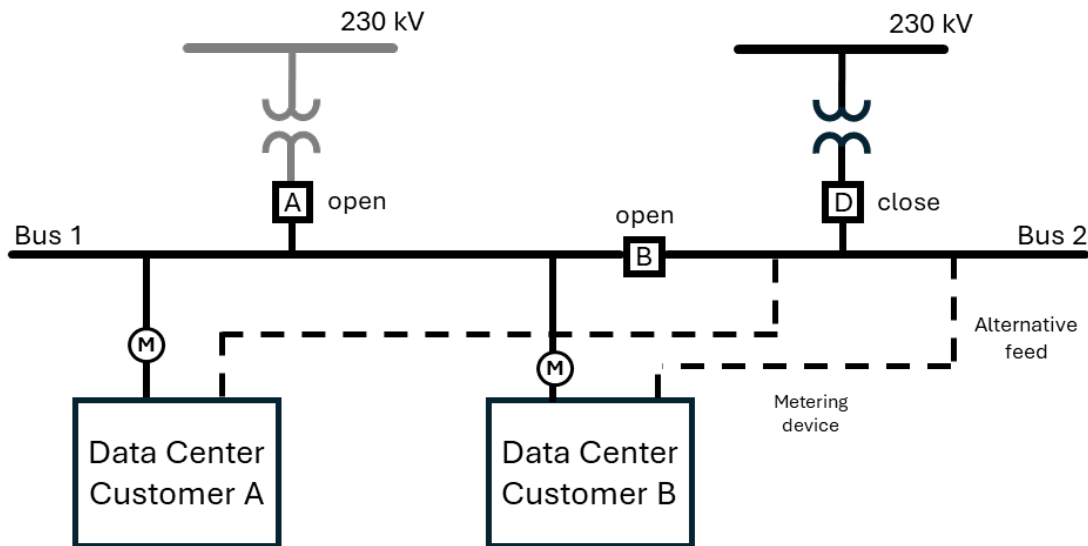 230 kV
230 kV
A
open
D
close
open
Bus 1
B
Bus 2
M
M
Alternative
feed
Metering
device
Data Center
Customer A
Data Center
Customer B